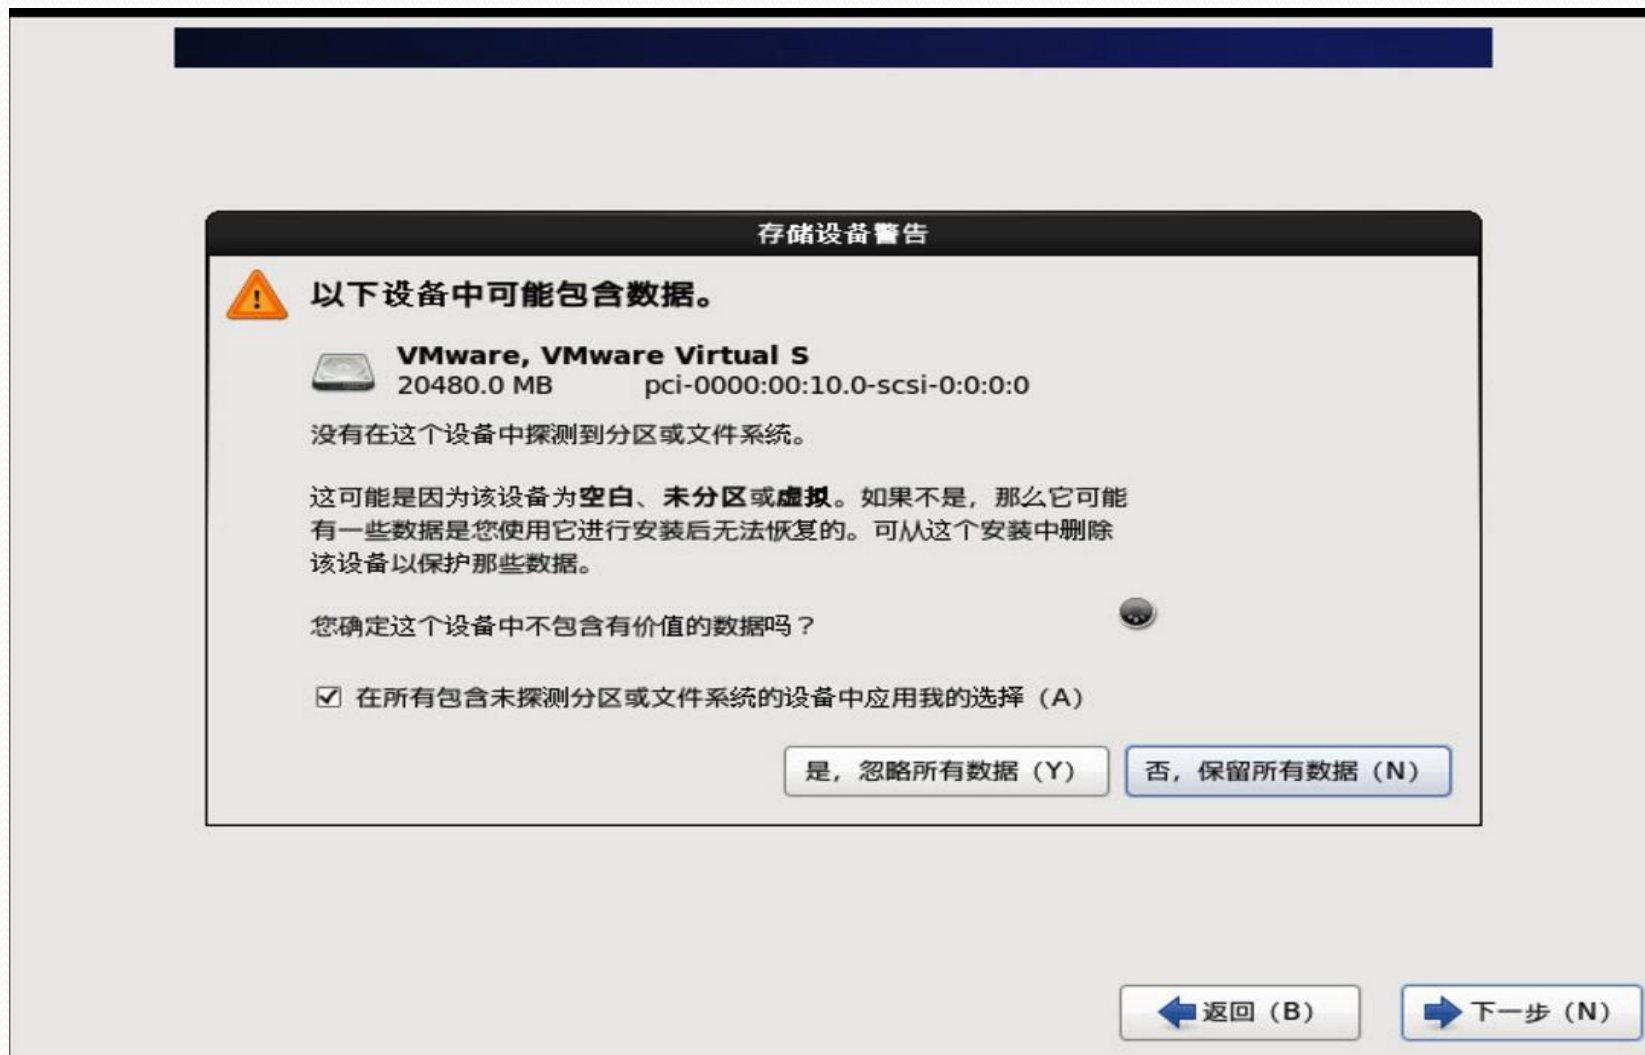 存储设备警告
以下设备中可能包含数据。
VMware, VMware Virtual S
20480.0 MB pci-0000:00:10.0-scsi-0:0:0:0
没有在这个设备中探测到分区或文件系统。
这可能是因为该设备为空白、未分区或虚拟。如果不是，那么它可能
有一些数据是您使用它进行安装后无法恢复的。可从这个安装中删除
该设备以保护那些数据。
您确定这个设备中不包含有价值的数据吗？
在所有包含未探测分区或文件系统的设备中应用我的选择（A）
是，忽略所有数据（Y） 否，保留所有数据（N）
返回（B） 下一步（N）